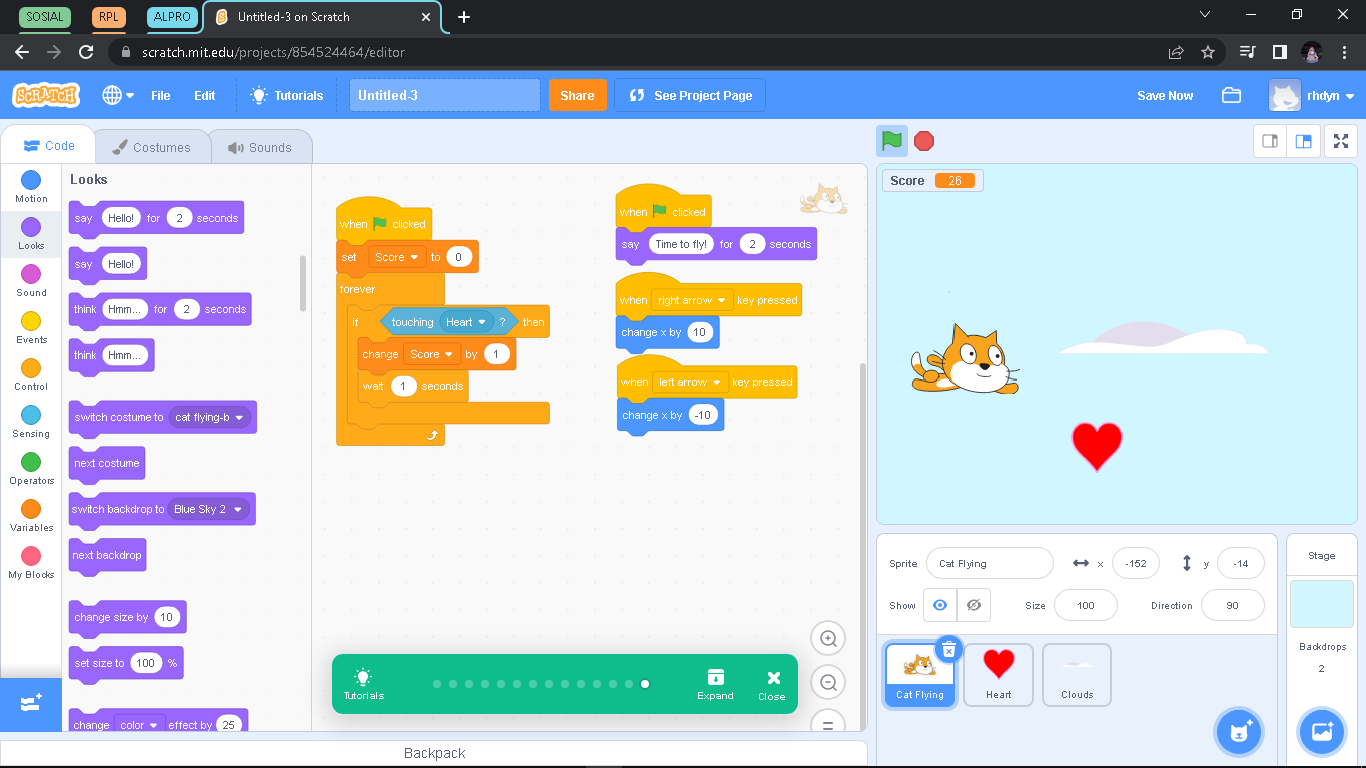 SOSIAL RPL ALPRO Untitled-3 on Scratch
scratch.mit.edu/projects/854524464/editor
SCRATCH File Edit Tutorials Untitled-3 Share See Project Page Save Now rhdyn
Code Costumes Sounds
Motion
Looks
Sound
Events
Control
Sensing
Operators
Variables
My Blocks
Looks
say Hello! for 2 seconds
say Hello!
think Hmm... for 2 seconds
think Hmm...
switch costume to cat flying-b
next costume
switch backdrop to Blue Sky 2
next backdrop
change size by 10
set size to 100 %
change color effect by 25
when clicked
set Score to 0
forever
if touching Heart ? then
change Score by 1
wait 1 seconds
when clicked
say Time to fly! for 2 seconds
when right arrow key pressed
change x by 10
when left arrow key pressed
change x by -10
Tutorials Expand Close
Backpack
Score 26
Sprite Cat Flying x -152 y -14
Show Size 100 Direction 90
Cat Flying Heart Clouds
Stage
Backdrops
2